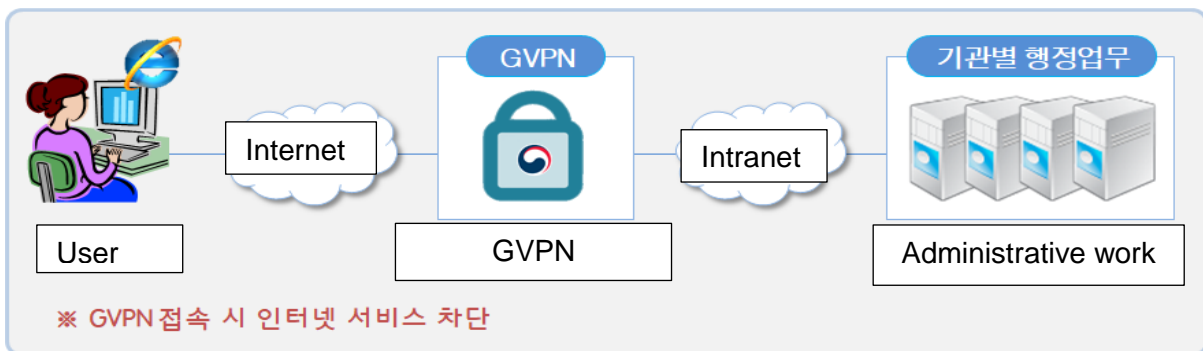 GVPN
기관별 행정업무
Internet
Intranet
User
GVPN
Administrative work
※ GVPN 접속 시 인터넷 서비스 차단